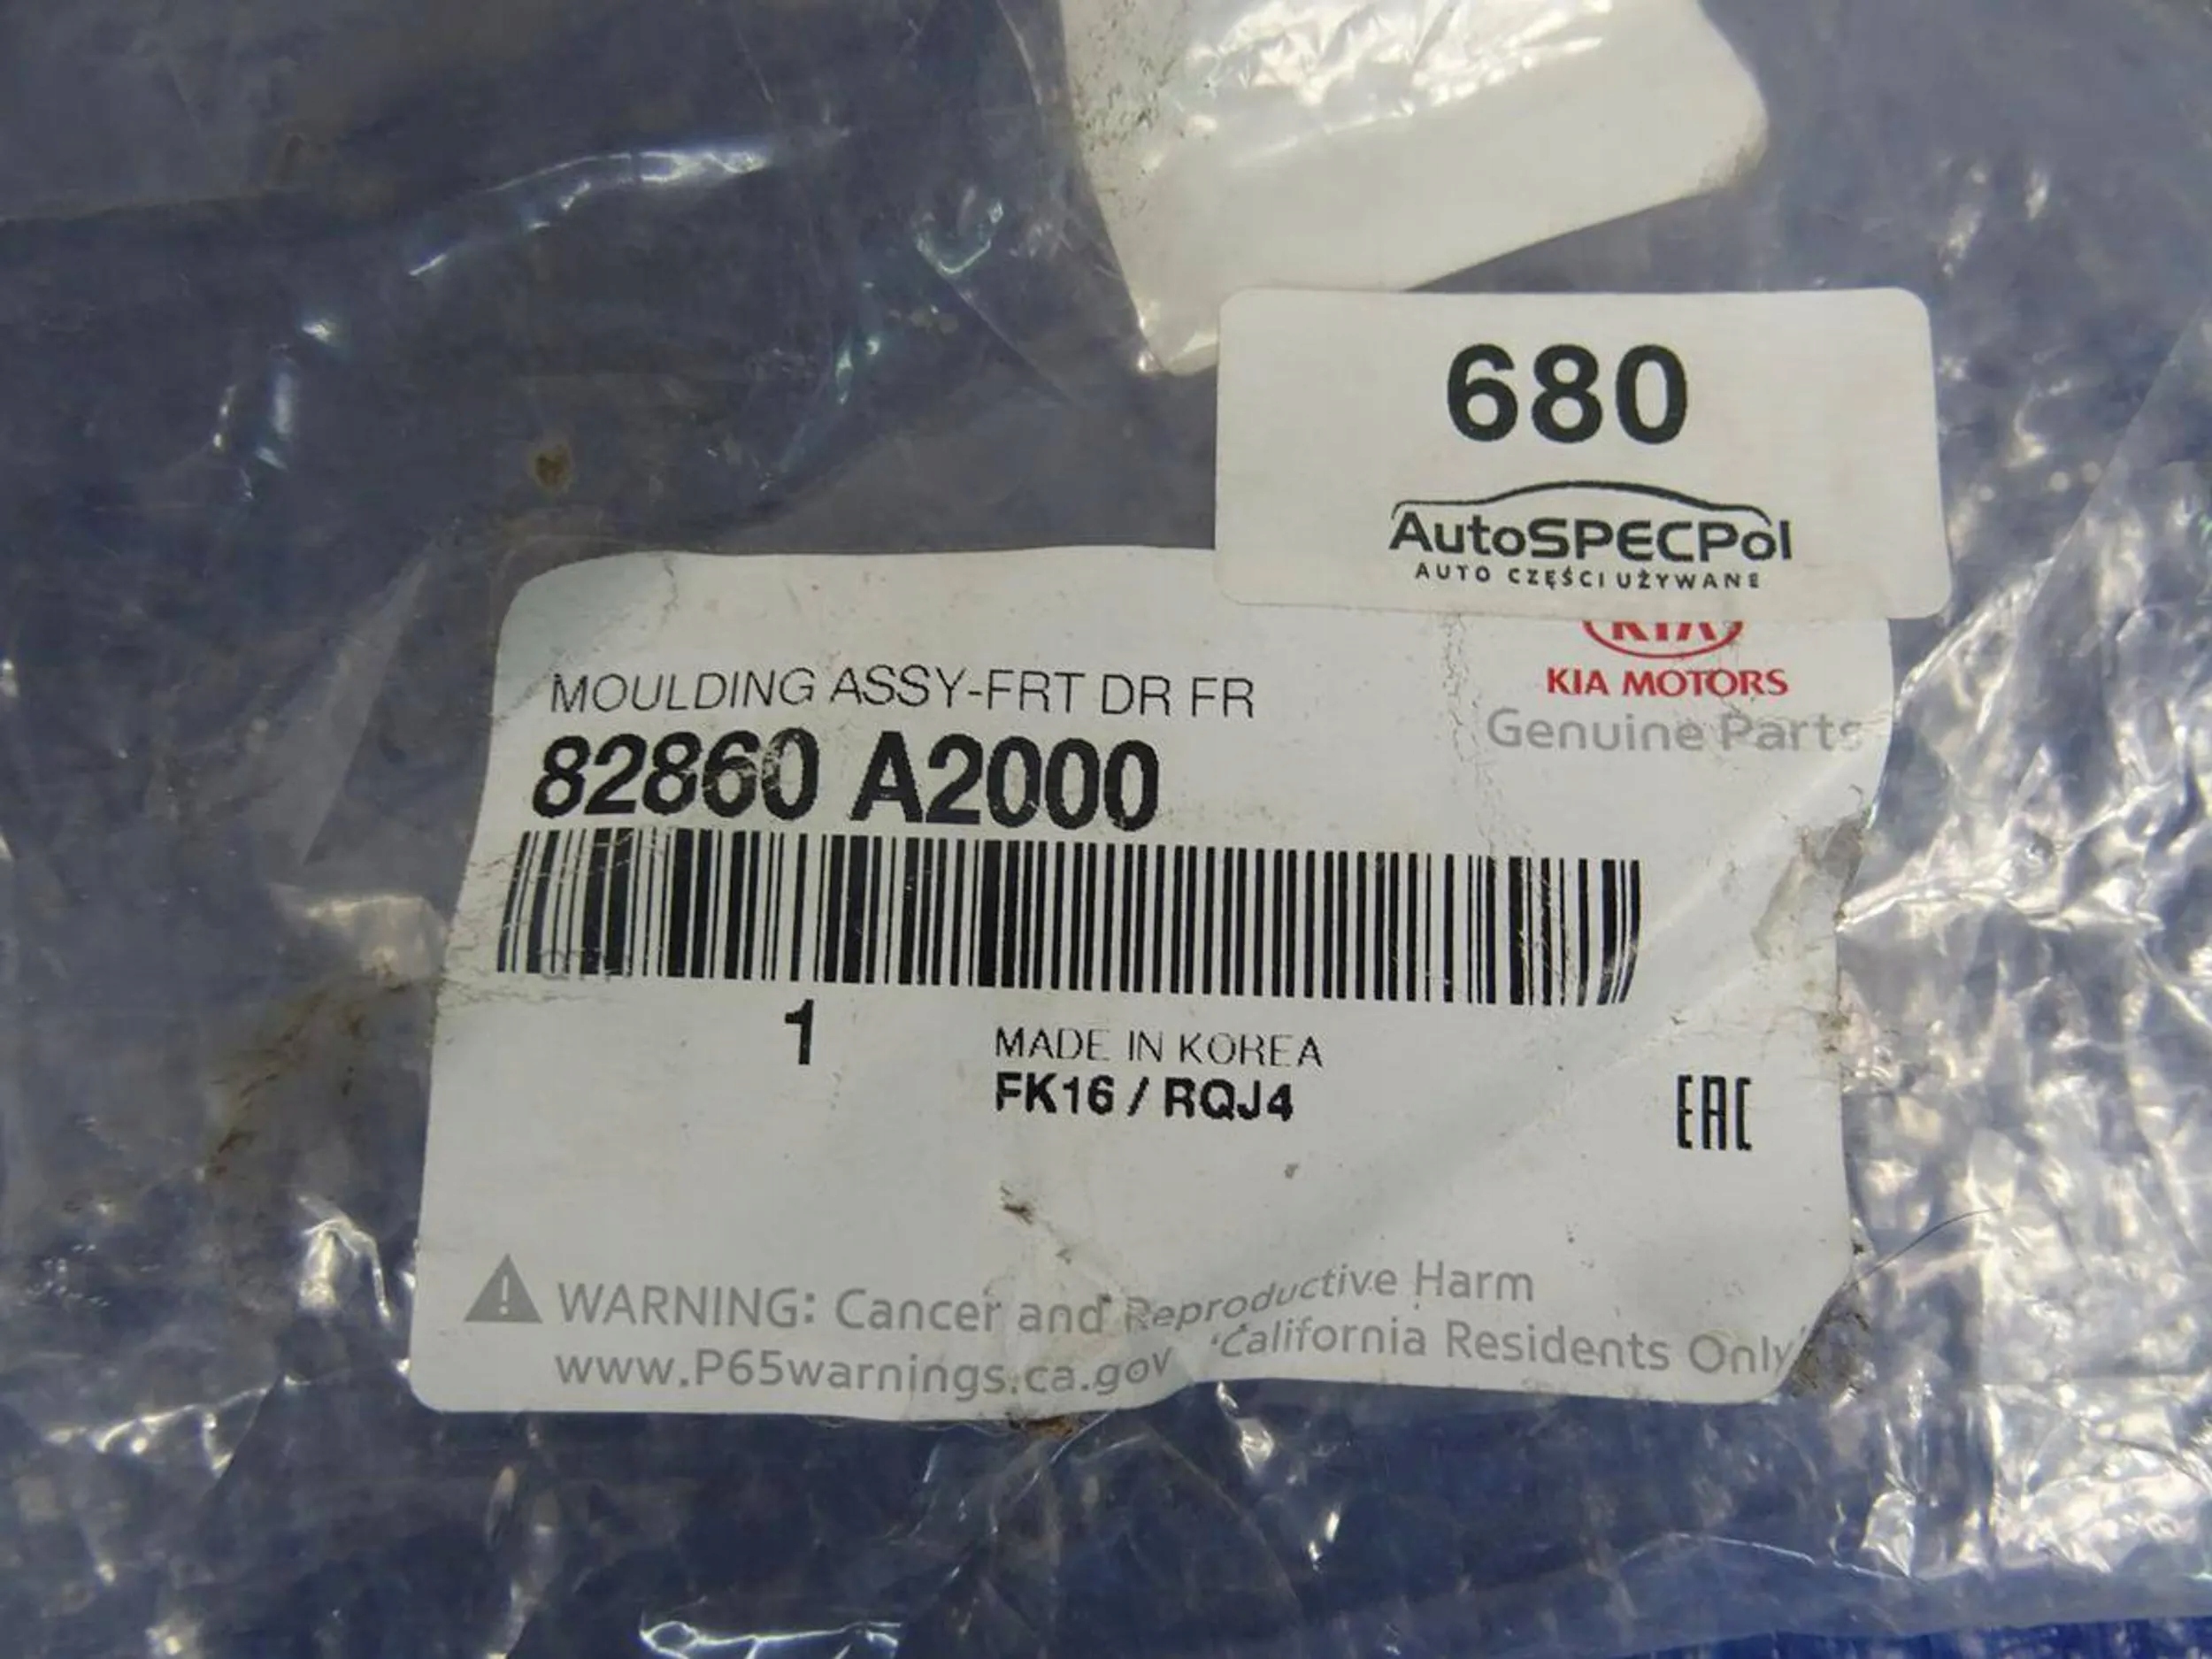 680
AutoSPECPol
AUTO CZĘŚCI UŻYWANE
KIA
KIA MOTORS
Genuine Parts
MOULDING ASSY-FRT DR FR
82860 A2000
1
MADE IN KOREA
FK16 / RQJ4
EAC
WARNING: Cancer and Reproductive Harm
www.P65warnings.ca.gov 'California Residents Only'